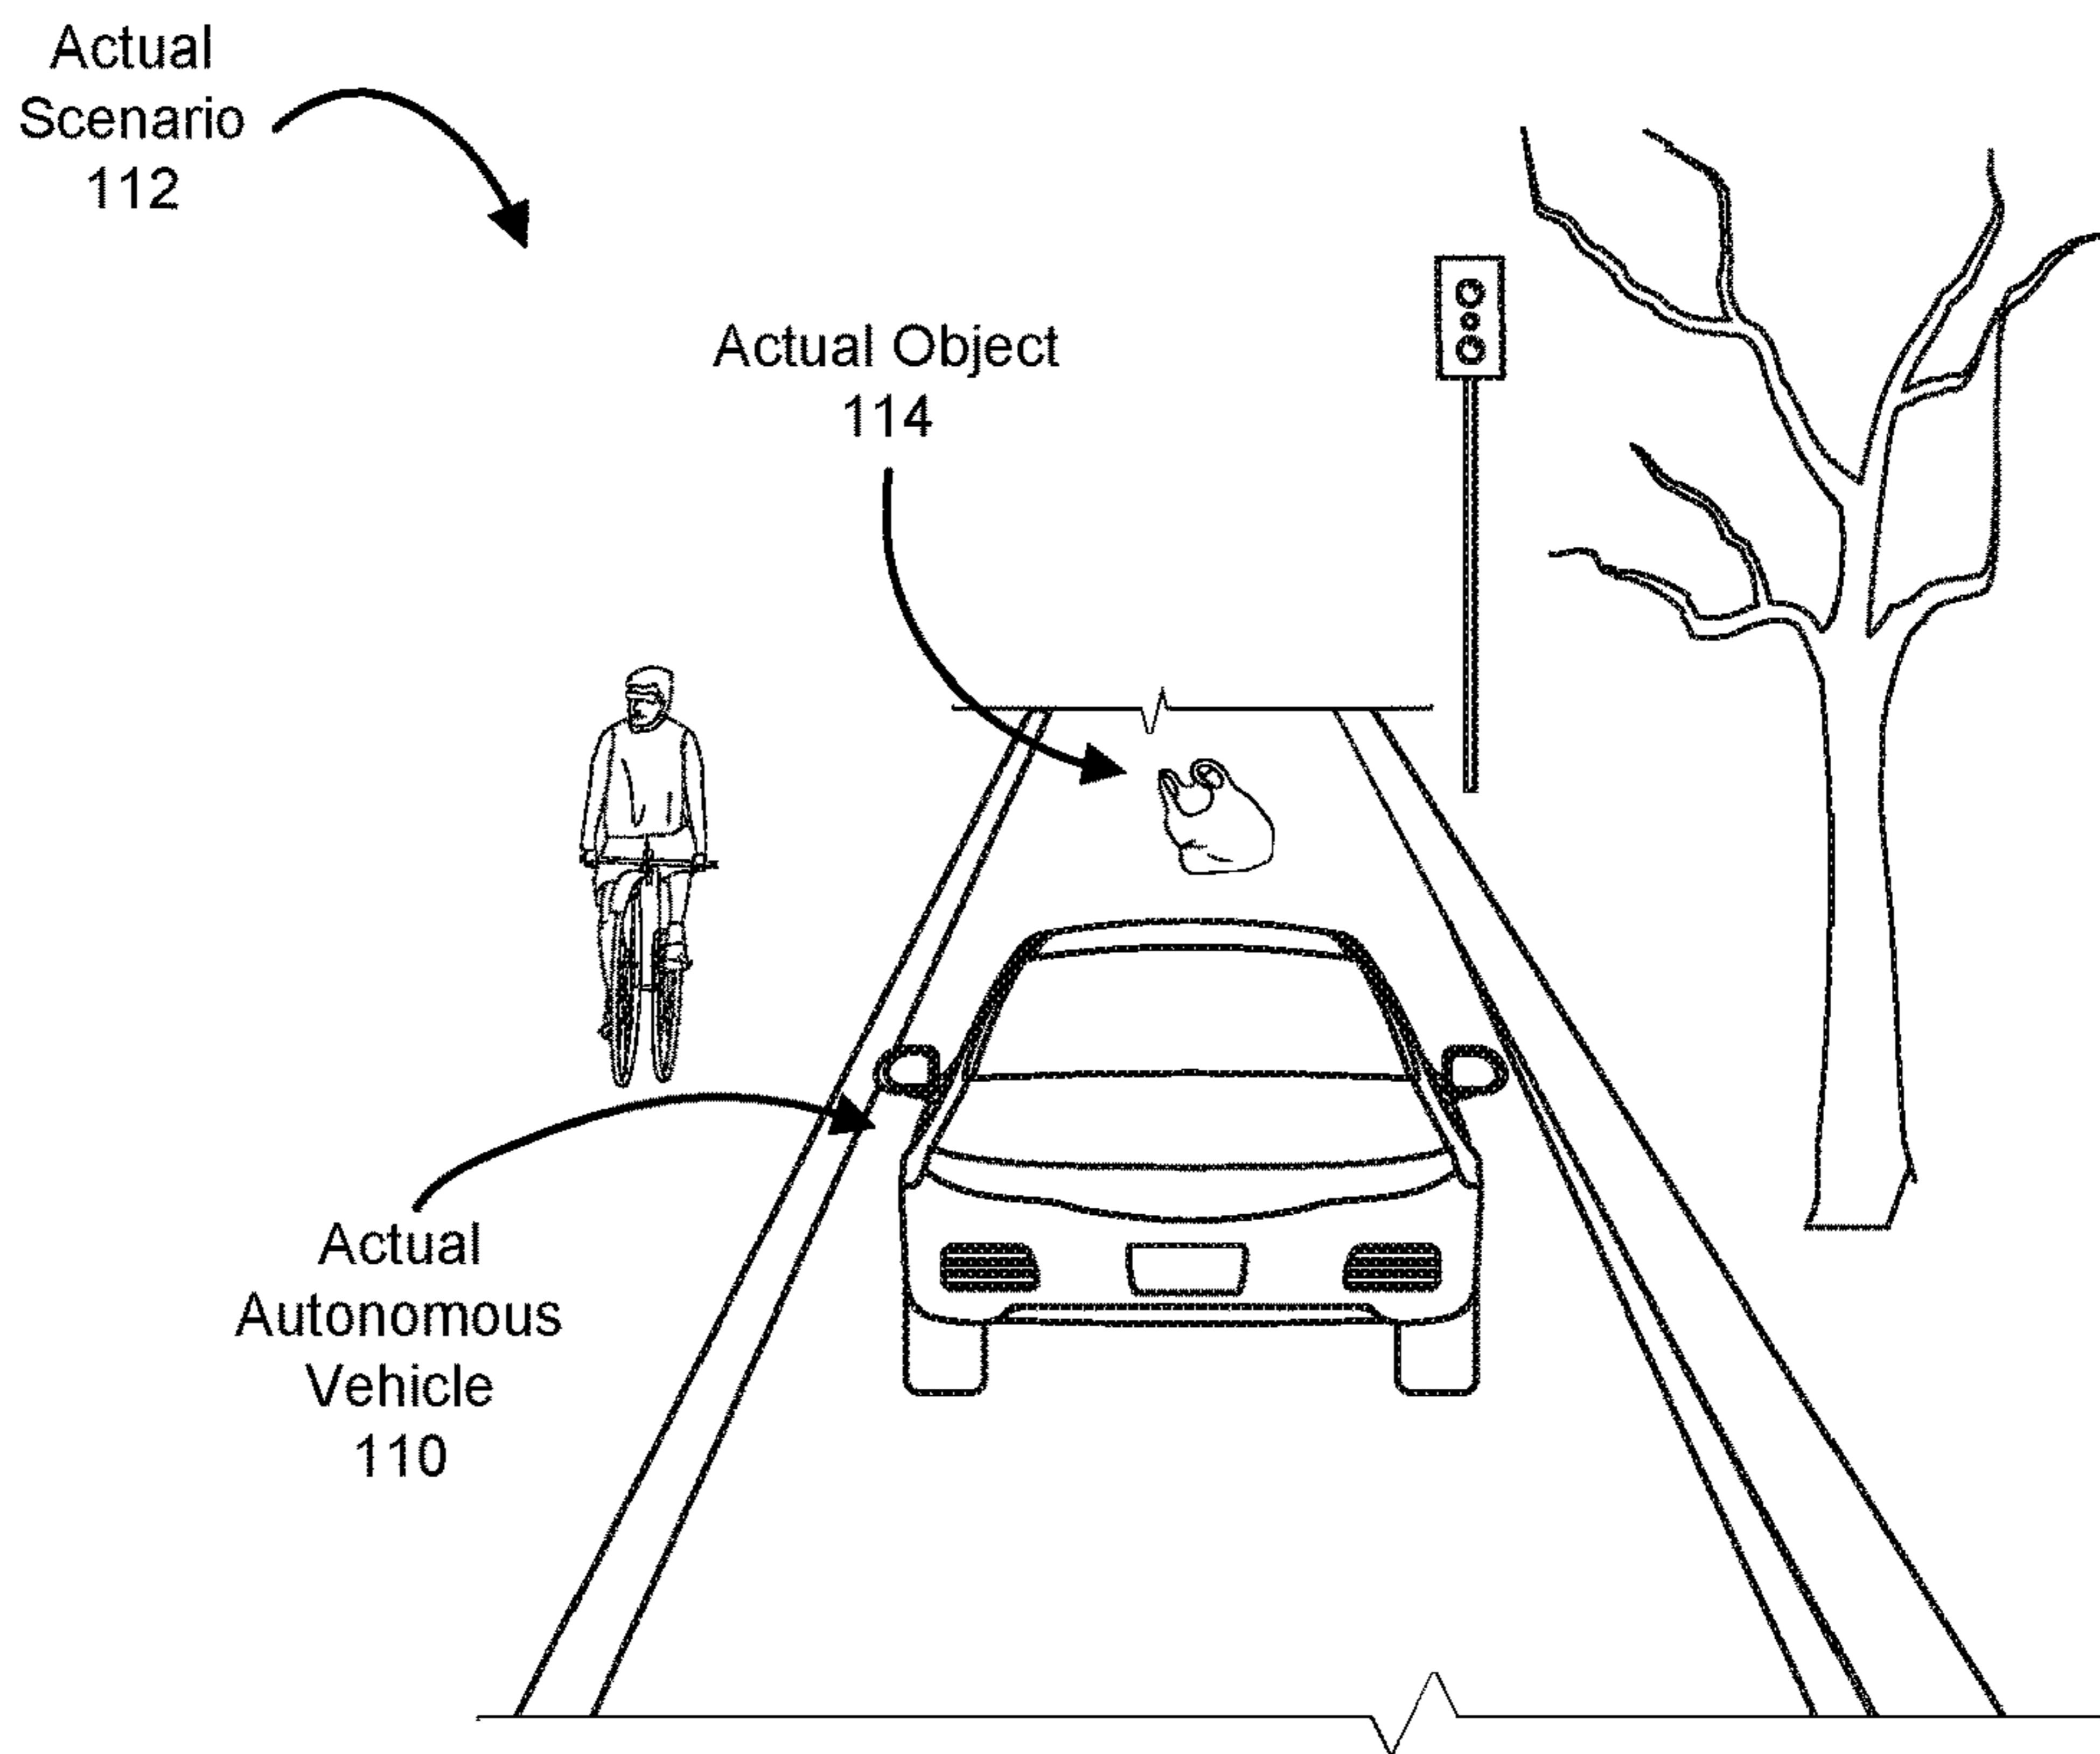 Actual
Scenario
112
Actual Object
114
Actual
Autonomous
Vehicle
110